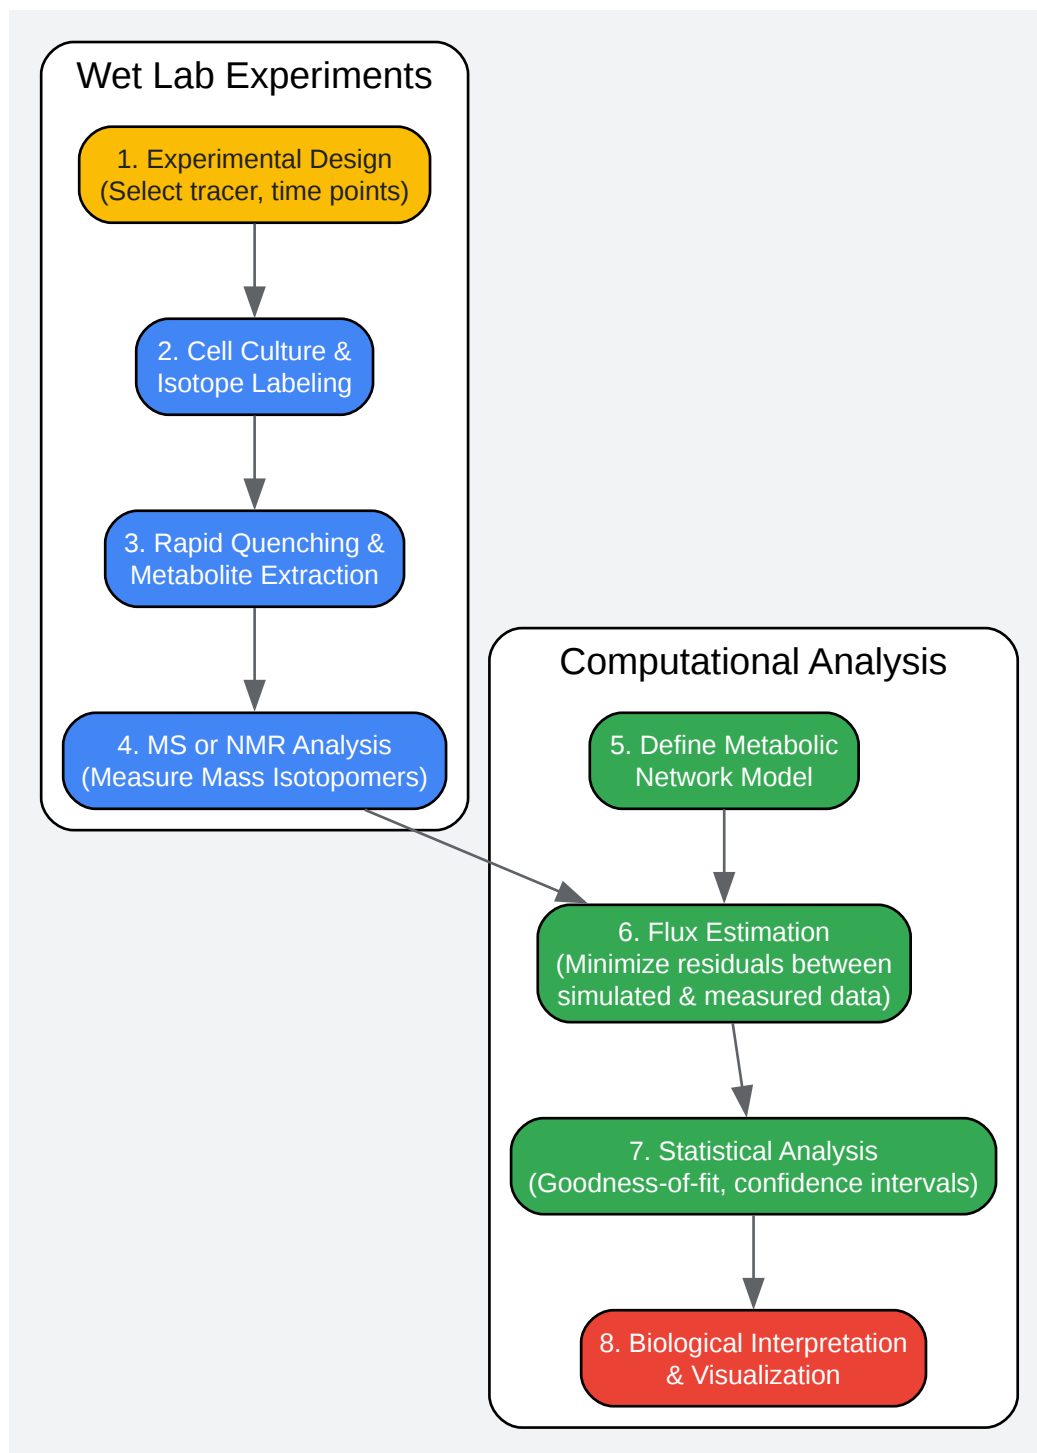 Wet Lab Experiments
1. Experimental Design
(Select tracer, time points)
2. Cell Culture &
Isotope Labeling
3. Rapid Quenching &
Metabolite Extraction
4. MS or NMR Analysis
(Measure Mass Isotopomers)
Computational Analysis
5. Define Metabolic
Network Model
6. Flux Estimation
(Minimize residuals between
simulated & measured data)
7. Statistical Analysis
(Goodness-of-fit, confidence intervals)
8. Biological Interpretation
& Visualization